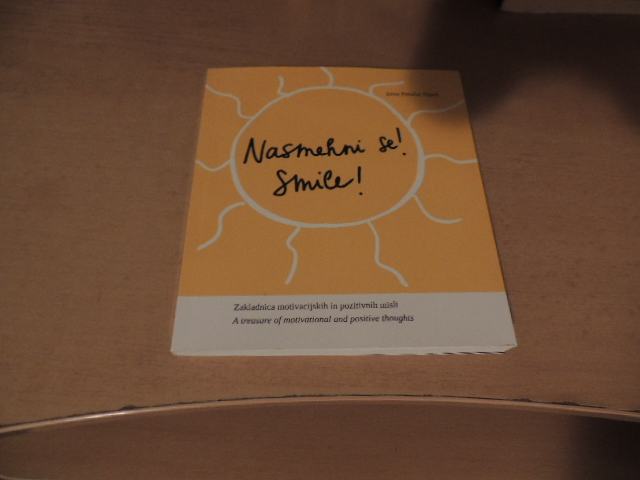 Nasmehni se!
Smile!
Zakladnica motivacijskih in pozitivnih misli
A treasure of motivational and positive thoughts